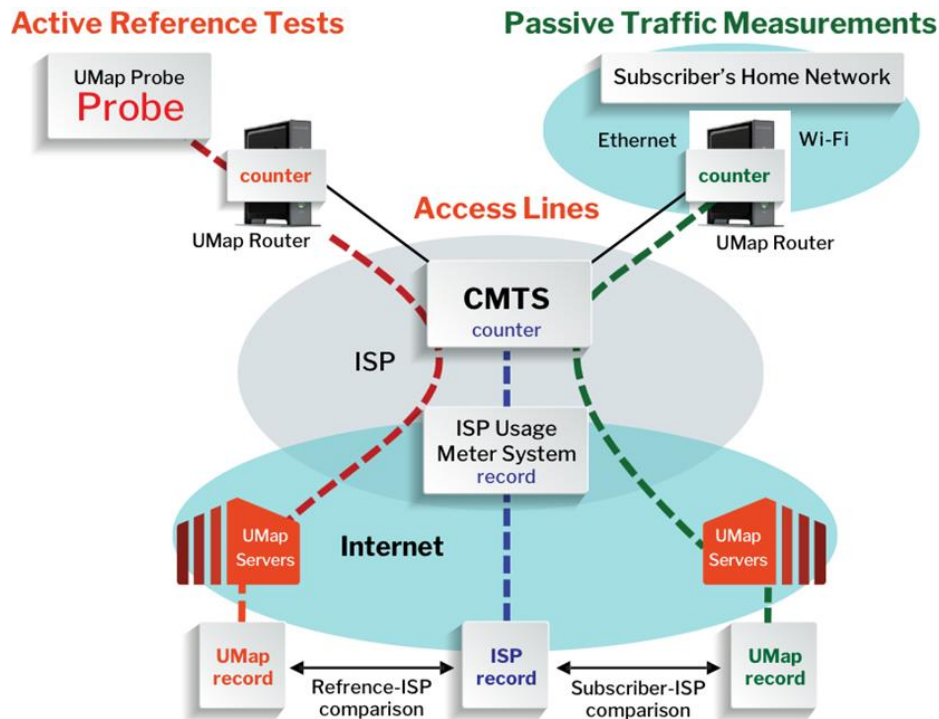 Active Reference Tests
Passive Traffic Measurements
UMap Probe
Probe
Subscriber's Home Network
Ethernet
Wi-Fi
counter
counter
UMap Router
Access Lines
UMap Router
CMTS
counter
ISP
ISP Usage
Meter System
record
UMap
Servers
Internet
UMap
Servers
UMap
record
Refrence-ISP
comparison
ISP
record
Subscriber-ISP
comparison
UMap
record